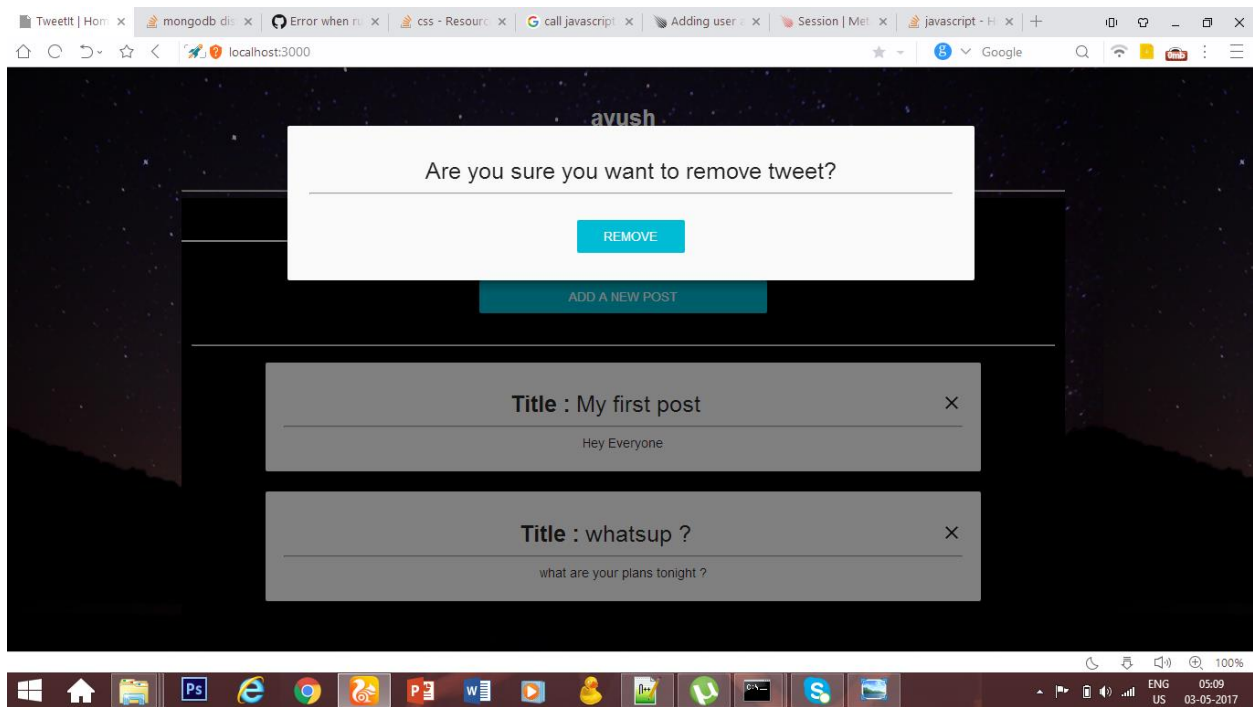 TweetIt | Hom
mongodb dis
Error when ru
css - Resourc
call javascript
Adding user a
Session | Met
javascript - H
localhost:3000
Google
0mb
ayush
Are you sure you want to remove tweet?
REMOVE
ADD A NEW POST
Title : My first post
Hey Everyone
Title : whatsup ?
what are your plans tonight ?
100%
ENG
US
05:09
03-05-2017